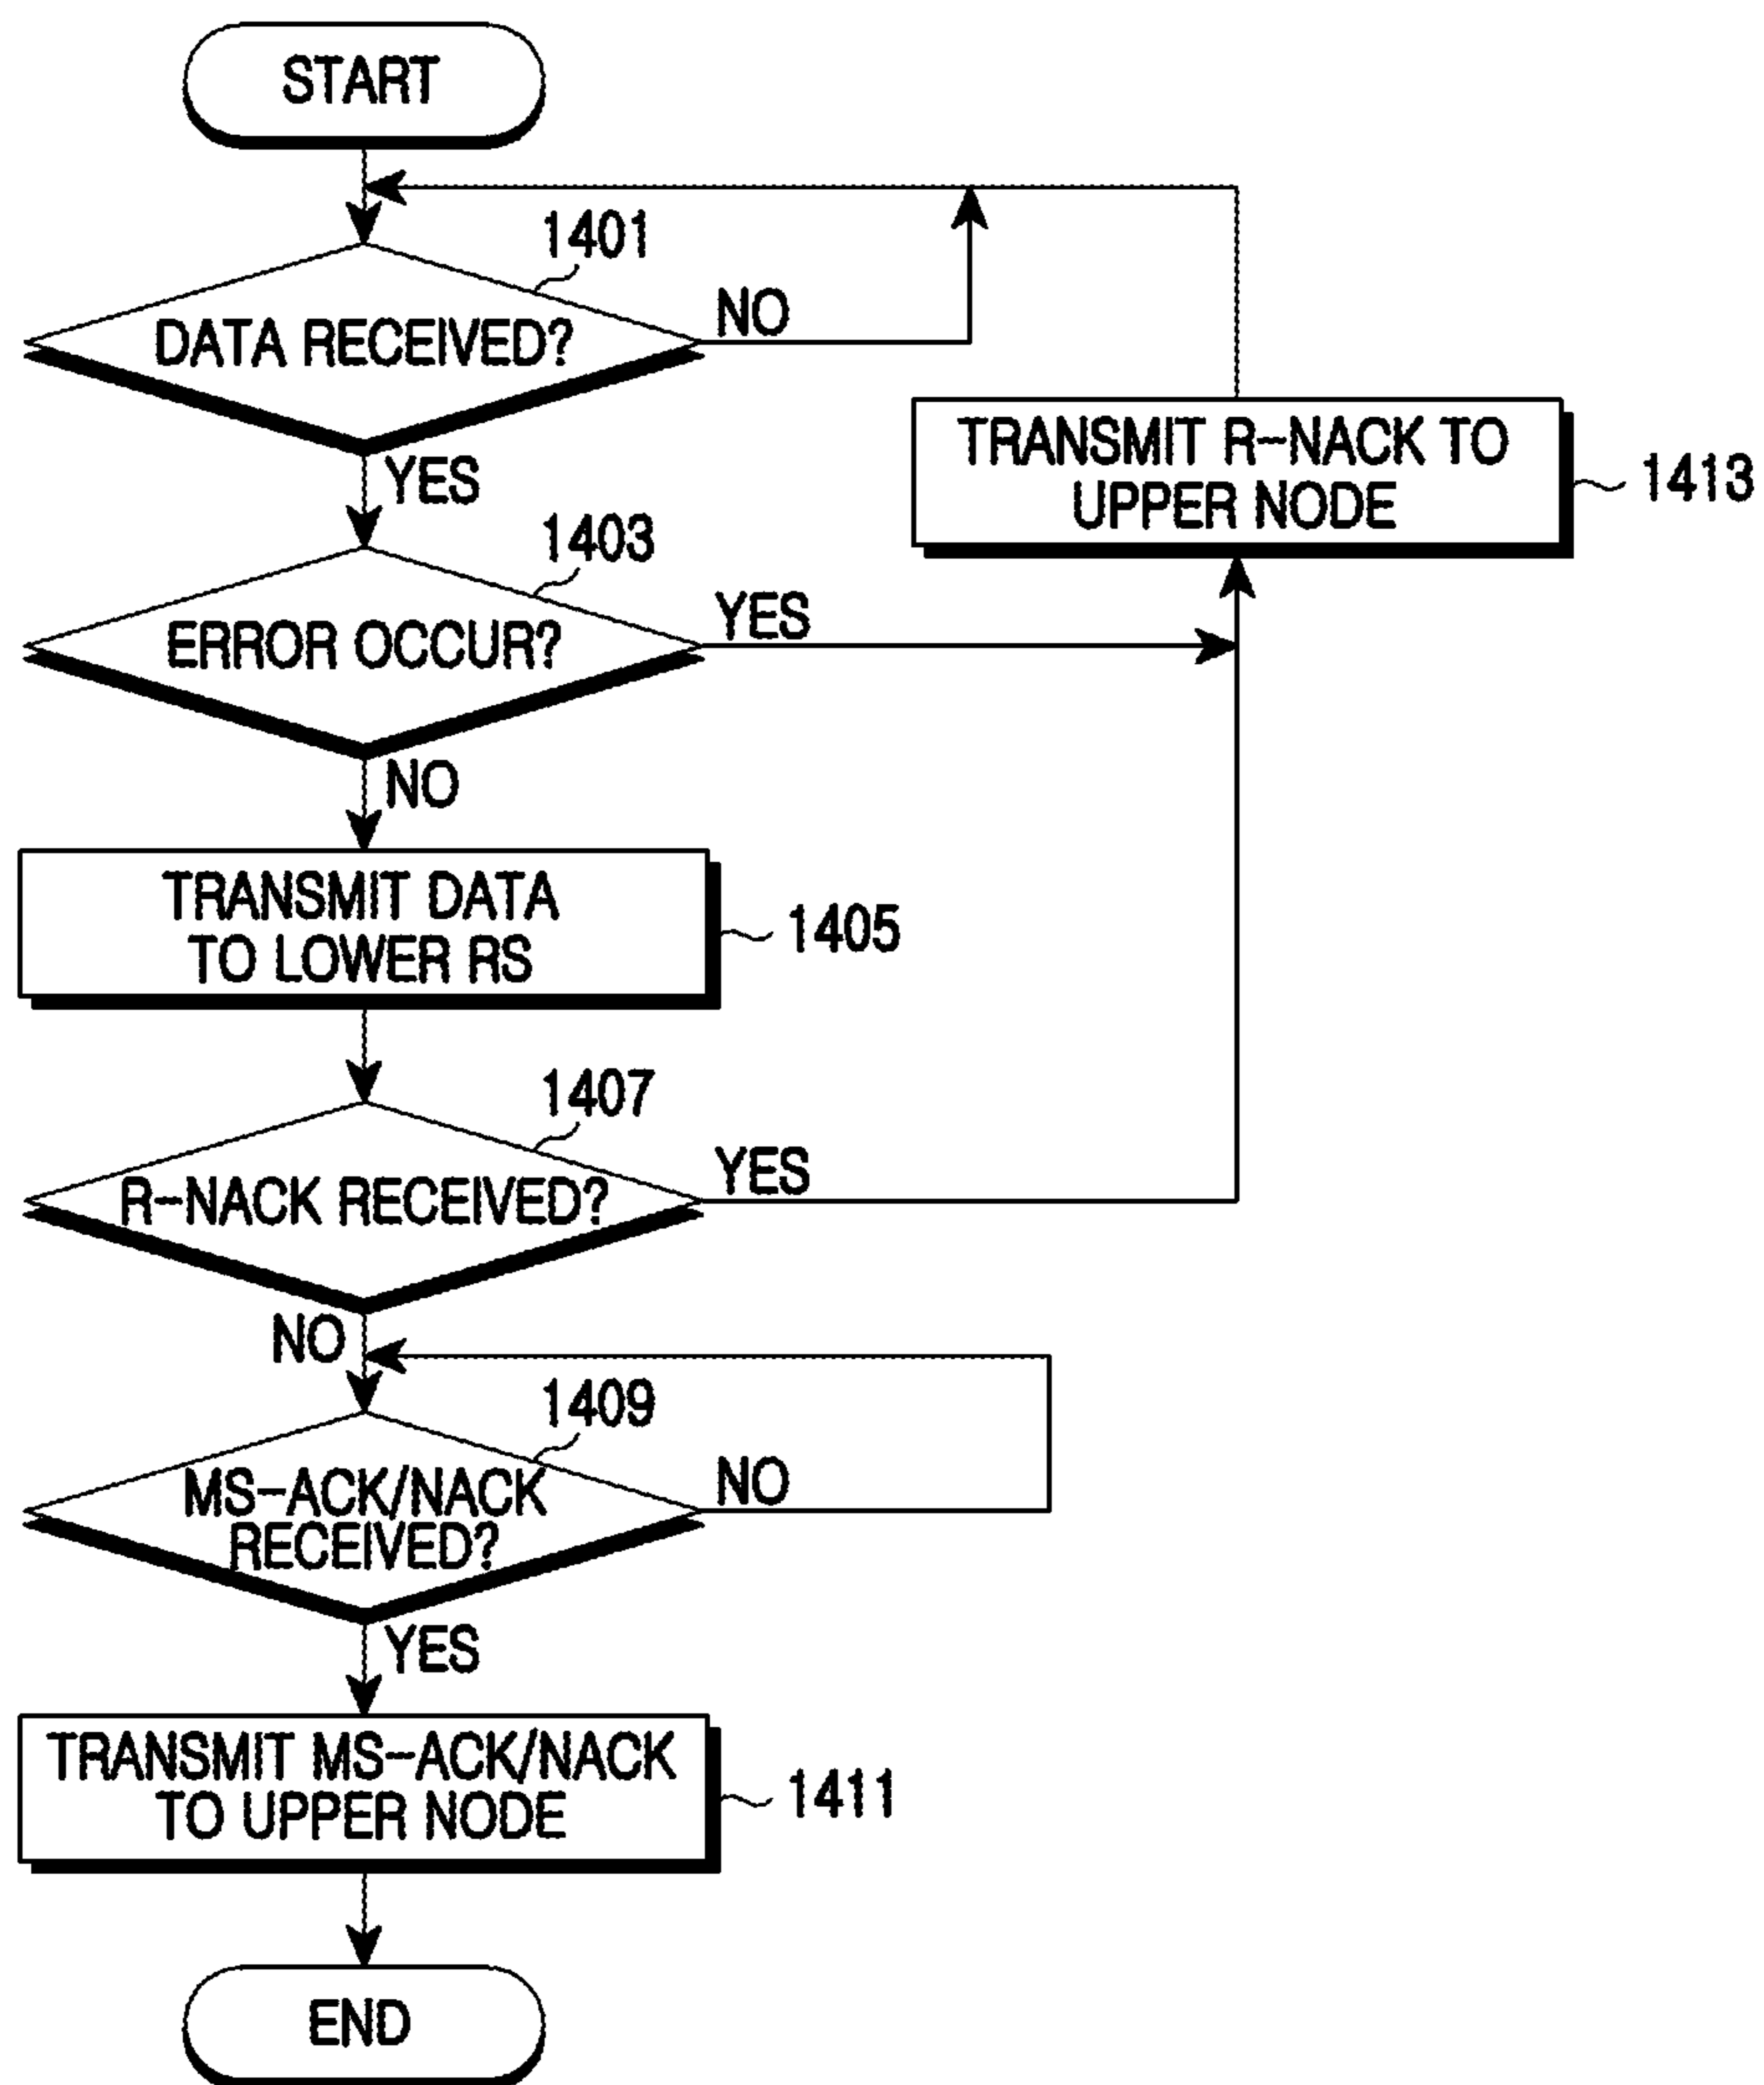 START
1401
DATA RECEIVED?
NO
YES
TRANSMIT R-NACK TO
UPPER NODE
1413
1403
ERROR OCCUR?
YES
NO
TRANSMIT DATA
TO LOWER RS
1405
1407
R-NACK RECEIVED?
YES
NO
1409
MS-ACK/NACK
RECEIVED?
NO
YES
TRANSMIT MS-ACK/NACK
TO UPPER NODE
1411
END